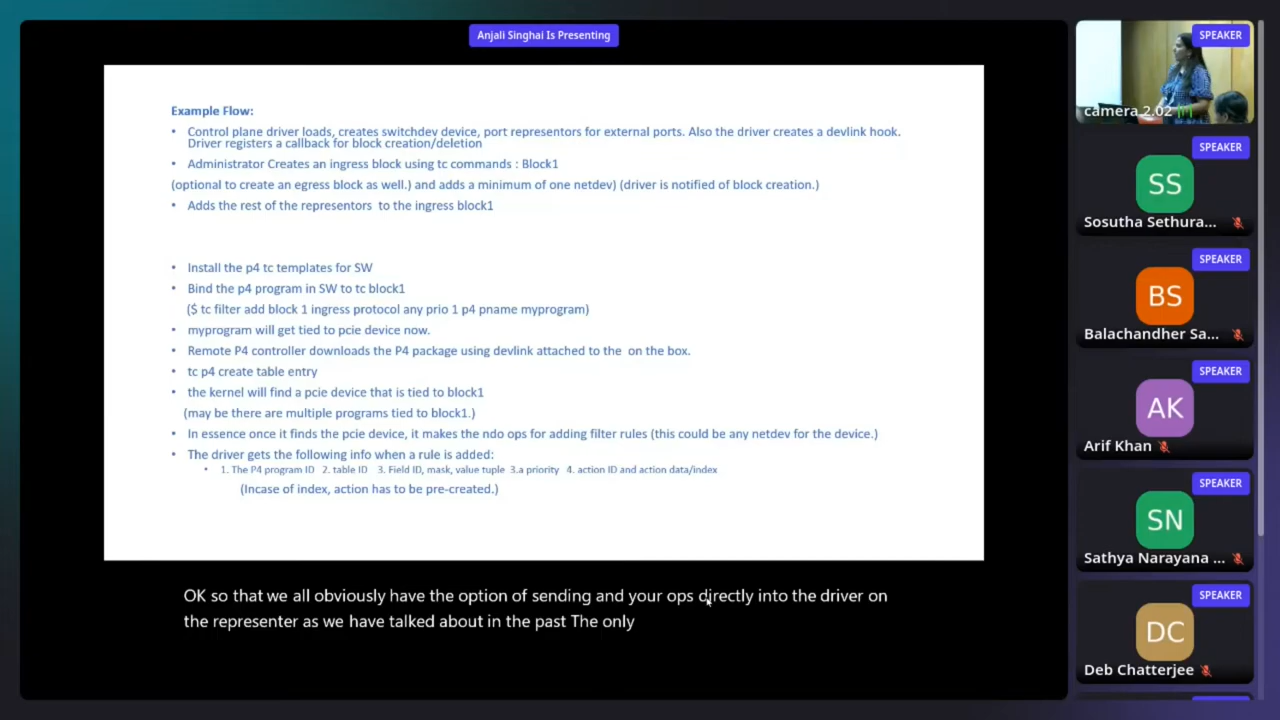 Anjali Singhai Is Presenting
Example Flow:
• Control plane driver loads, creates switchdev device, port representors for external ports. Also the driver creates a devlink hook.
Driver registers a callback for block creation/deletion
• Administrator Creates an ingress block using tc commands : Block1
(optional to create an egress block as well.) and adds a minimum of one netdev) (driver is notified of block creation.)
• Adds the rest of the representors  to the ingress block1
• Install the p4 tc templates for SW
• Bind the p4 program in SW to tc block1
($ tc filter add block 1 ingress protocol any prio 1 p4 pname myprogram)
• myprogram will get tied to pcie device now.
• Remote P4 controller downloads the P4 package using devlink attached to the  on the box.
• tc p4 create table entry
• the kernel will find a pcie device that is tied to block1
(may be there are multiple programs tied to block1.)
• In essence once it finds the pcie device, it makes the ndo ops for adding filter rules (this could be any netdev for the device.)
• The driver gets the following info when a rule is added:
• 1. The P4 program ID  2. table ID  3. Field ID, mask, value tuple  3.a priority  4. action ID and action data/index
(Incase of index, action has to be pre-created.)
OK so that we all obviously have the option of sending and your ops directly into the driver on
the representer as we have talked about in the past The only
SPEAKER
camera 2.02
SPEAKER
SS
Sosutha Sethura...
SPEAKER
BS
Balachandher Sa...
SPEAKER
AK
Arif Khan
SPEAKER
SN
Sathya Narayana ...
SPEAKER
DC
Deb Chatterjee